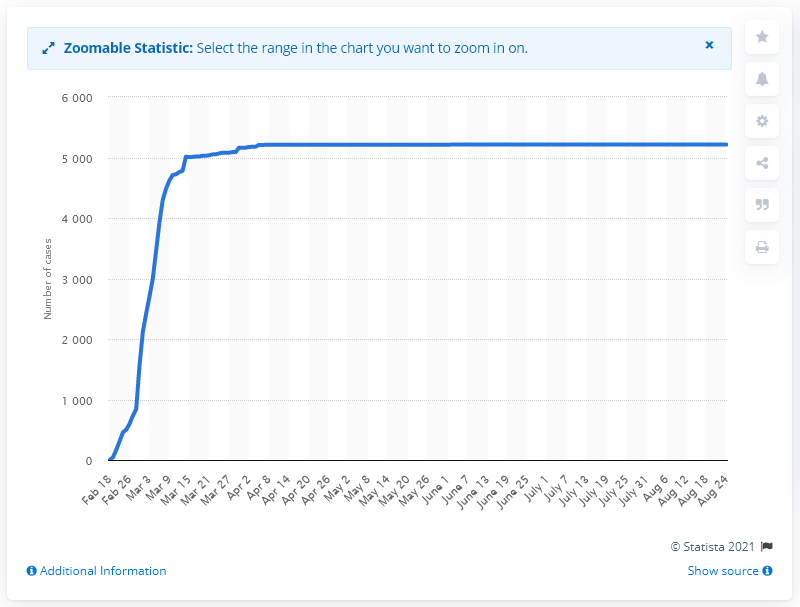 Zoomable Statistic: Select the range in the chart you want to zoom in on.
×
6 000
5 000
4 000
3 000
2 000
1 000
0
Number of cases
Feb 18
Feb 26
Mar 3
Mar 9
Mar 15
Mar 21
Mar 27
Apr 2
Apr 8
Apr 14
Apr 20
Apr 26
May 2
May 8
May 14
May 20
May 26
June 1
June 7
June 13
June 19
June 25
July 1
July 7
July 13
July 19
July 25
July 31
Aug 6
Aug 12
Aug 18
Aug 24
© Statista 2021
Additional Information
Show source